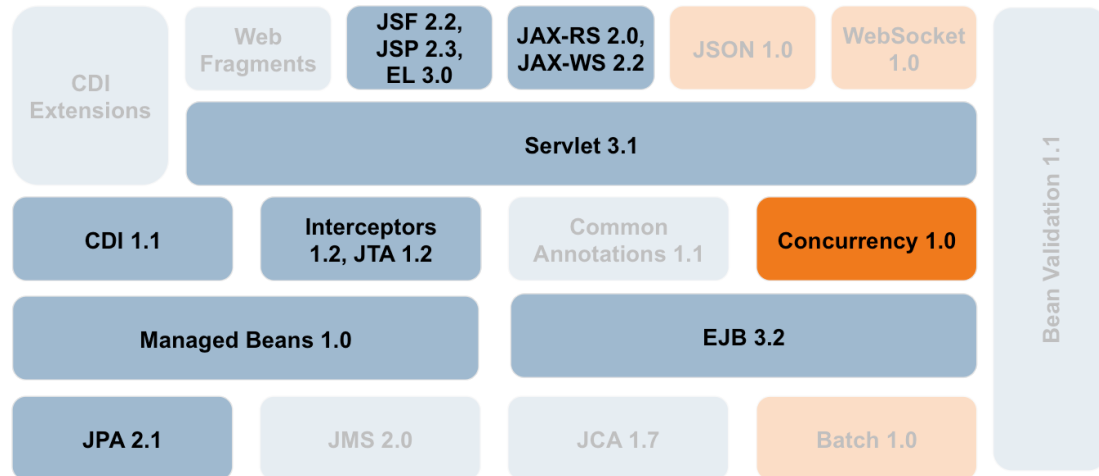 CDI
Extensions
Web
Fragments
JSF 2.2,
JSP 2.3,
EL 3.0
JAX-RS 2.0,
JAX-WS 2.2
JSON 1.0
WebSocket
1.0
Servlet 3.1
CDI 1.1
Interceptors
1.2, JTA 1.2
Common
Annotations 1.1
Concurrency 1.0
Managed Beans 1.0
EJB 3.2
JPA 2.1
JMS 2.0
JCA 1.7
Batch 1.0
Bean Validation 1.1